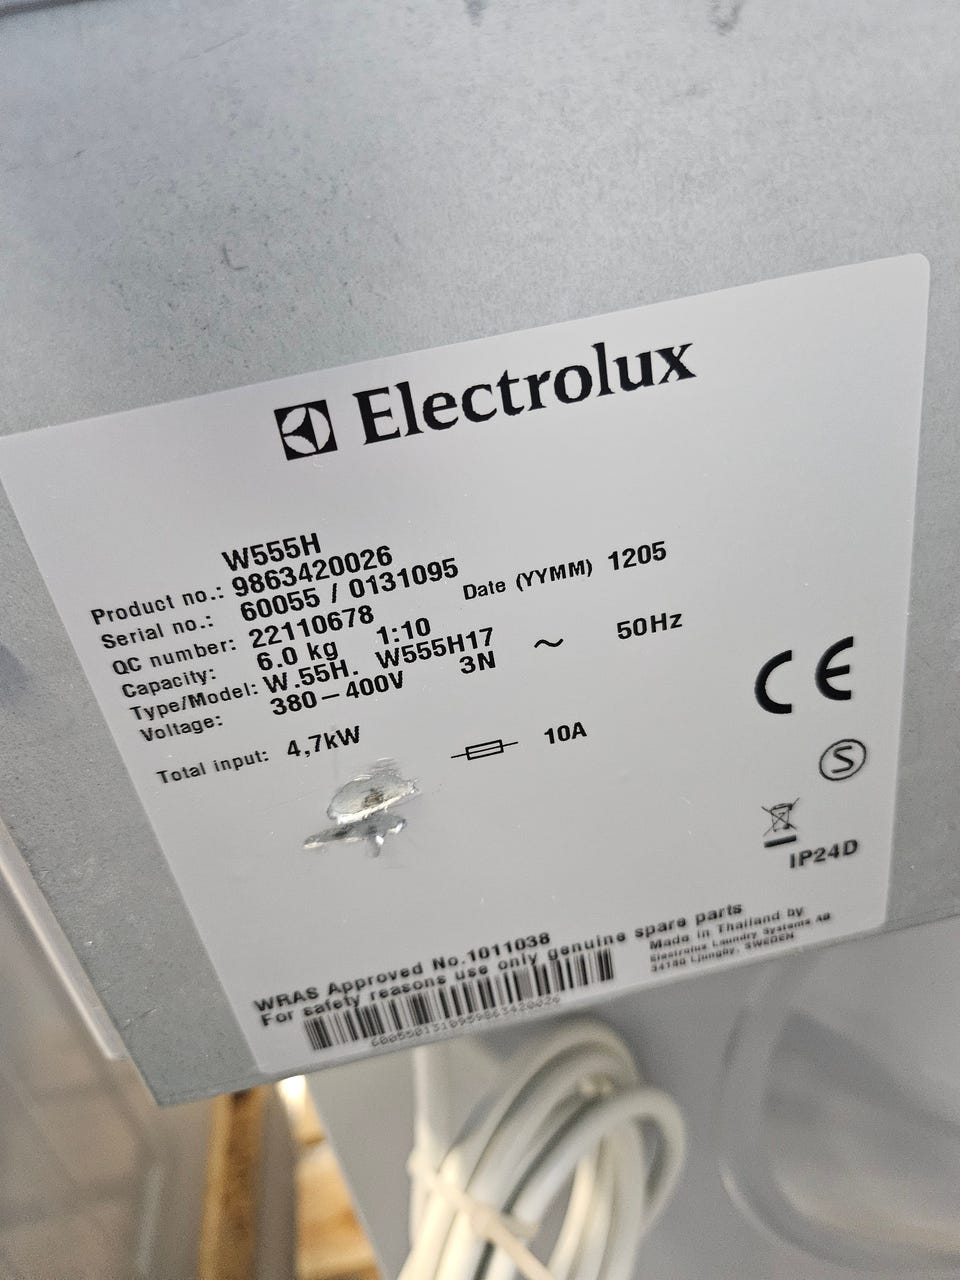 Electrolux
W555H
Product no.: 9863420026
Serial no.: 60055 / 0131095 Date (YYMM) 1205
QC number: 22110678
Capacity: 6.0 kg 1:10
Type/Model: W.55H. W555H17 ~ 50Hz
Voltage: 380–400V 3N
Total input: 4,7kW 10A
CE
S
IP24D
WRAS Approved No.1011038
For safety reasons use only genuine spare parts
Made in Thailand by
Electrolux Laundry Systems AB
34180 Ljungby, SWEDEN
6005501310959863420026